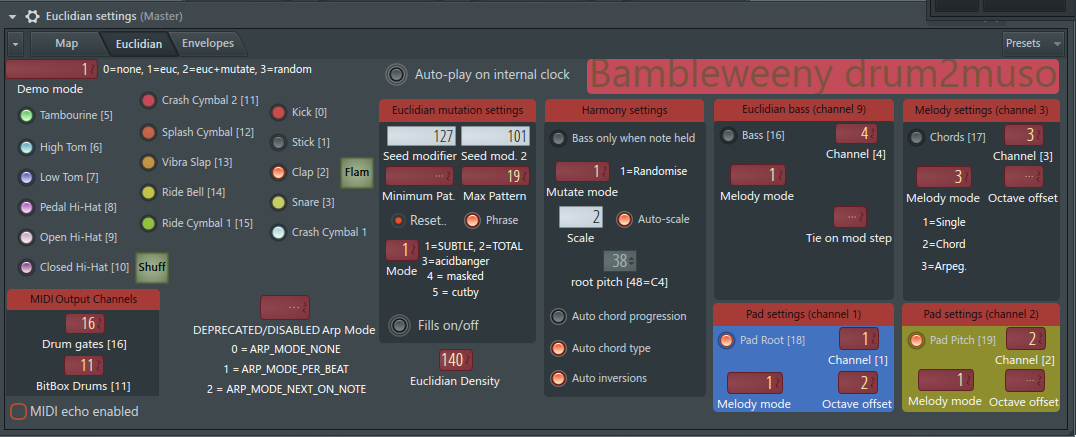 Euclidian settings (Master)
Map
Euclidian
Envelopes
Presets
1
0=none, 1=euc, 2=euc+mutate, 3=random
Demo mode
Auto-play on internal clock
Bambleweeny drum2muso
Tambourine [5]
High Tom [6]
Low Tom [7]
Pedal Hi-Hat [8]
Open Hi-Hat [9]
Closed Hi-Hat [10]
Shuff
Crash Cymbal 2 [11]
Splash Cymbal [12]
Vibra Slap [13]
Ride Bell [14]
Ride Cymbal 1 [15]
Kick [0]
Stick [1]
Clap [2]
Flam
Snare [3]
Crash Cymbal 1
MIDI Output Channels
16
Drum gates [16]
11
BitBox Drums [11]
MIDI echo enabled
...
DEPRECATED/DISABLED Arp Mode
0 = ARP_MODE_NONE
1 = ARP_MODE_PER_BEAT
2 = ARP_MODE_NEXT_ON_NOTE
Euclidian mutation settings
127
101
Seed modifier
Seed mod. 2
...
19
Minimum Pat.
Max Pattern
Reset..
Phrase
1
Mode
1=SUBTLE, 2=TOTAL
3=acidbanger
4 = masked
5 = cutby
Fills on/off
140
Euclidian Density
Harmony settings
Bass only when note held
1
1=Randomise
Mutate mode
2
Auto-scale
Scale
38
root pitch [48=C4]
Auto chord progression
Auto chord type
Auto inversions
Euclidian bass (channel 9)
Bass [16]
4
Channel [4]
1
Melody mode
...
Tie on mod step
Melody settings (channel 3)
Chords [17]
3
Channel [3]
3
...
Melody mode
Octave offset
1=Single
2=Chord
3=Arpeg.
Pad settings (channel 1)
Pad Root [18]
1
Channel [1]
1
2
Melody mode
Octave offset
Pad settings (channel 2)
Pad Pitch [19]
2
Channel [2]
1
...
Melody mode
Octave offset